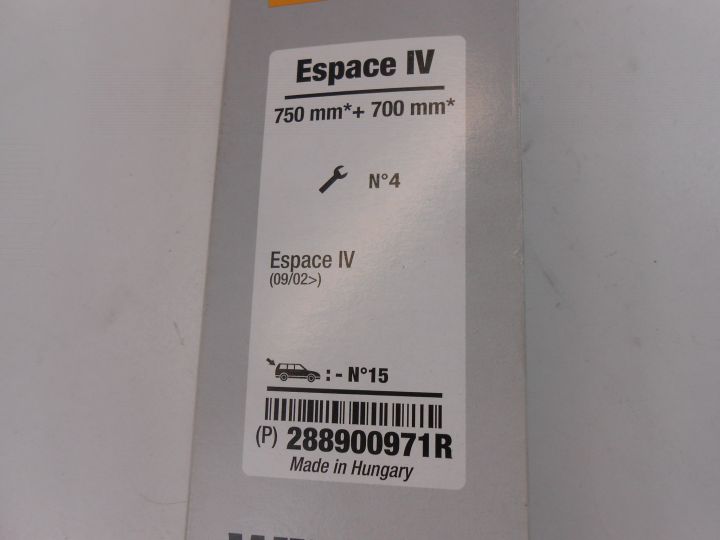 Espace IV
750 mm*+ 700 mm*
N°4
Espace IV
(09/02>)
: - N°15
(P) 288900971R
Made in Hungary